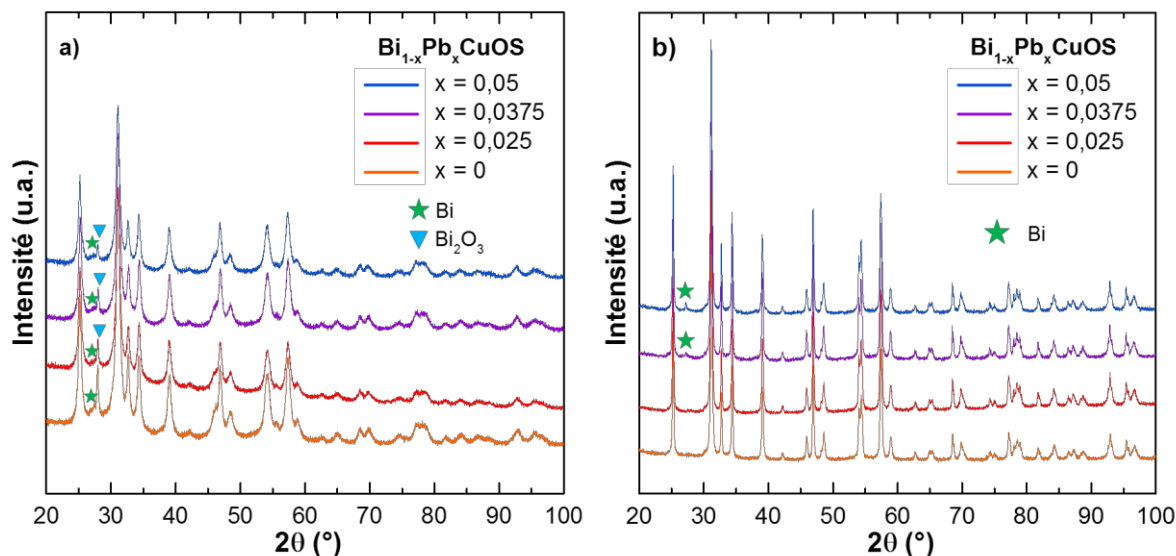 a)
Bi₁₋ₓPbₓCuOS
x = 0,05
x = 0,0375
x = 0,025
x = 0
Bi
Bi₂O₃
Intensité (u.a.)
20 30 40 50 60 70 80 90 100
2θ (°)
b)
Bi₁₋ₓPbₓCuOS
x = 0,05
x = 0,0375
x = 0,025
x = 0
Bi
Intensité (u.a.)
20 30 40 50 60 70 80 90 100
2θ (°)